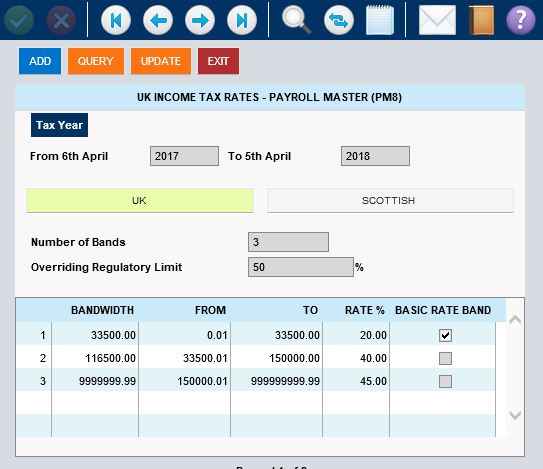 ?
ADD QUERY UPDATE EXIT
UK INCOME TAX RATES - PAYROLL MASTER (PM8)
Tax Year
From 6th April 2017 To 5th April 2018
UK SCOTTISH
Number of Bands 3
Overriding Regulatory Limit 50 %
BANDWIDTH FROM TO RATE % BASIC RATE BAND
1 33500.00 0.01 33500.00 20.00
2 116500.00 33500.01 150000.00 40.00
3 9999999.99 150000.01 999999999.99 45.00